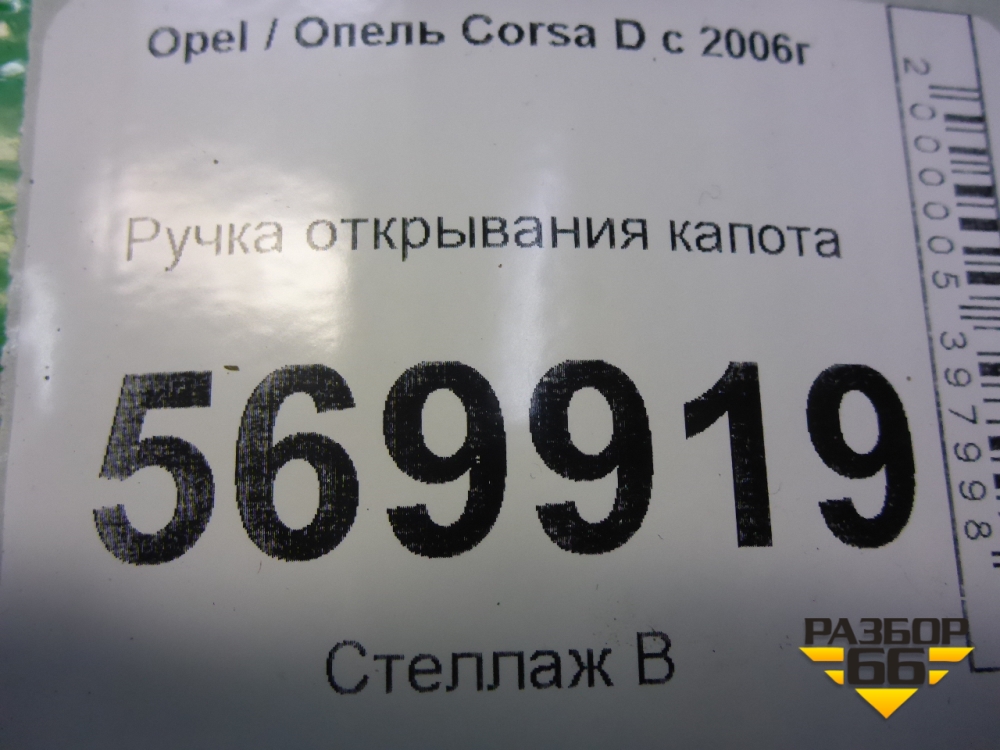 Opel / Опель Corsa D с 2006г
Ручка открывания капота
569919
Стеллаж В
2000005397998
РАЗБОР
66